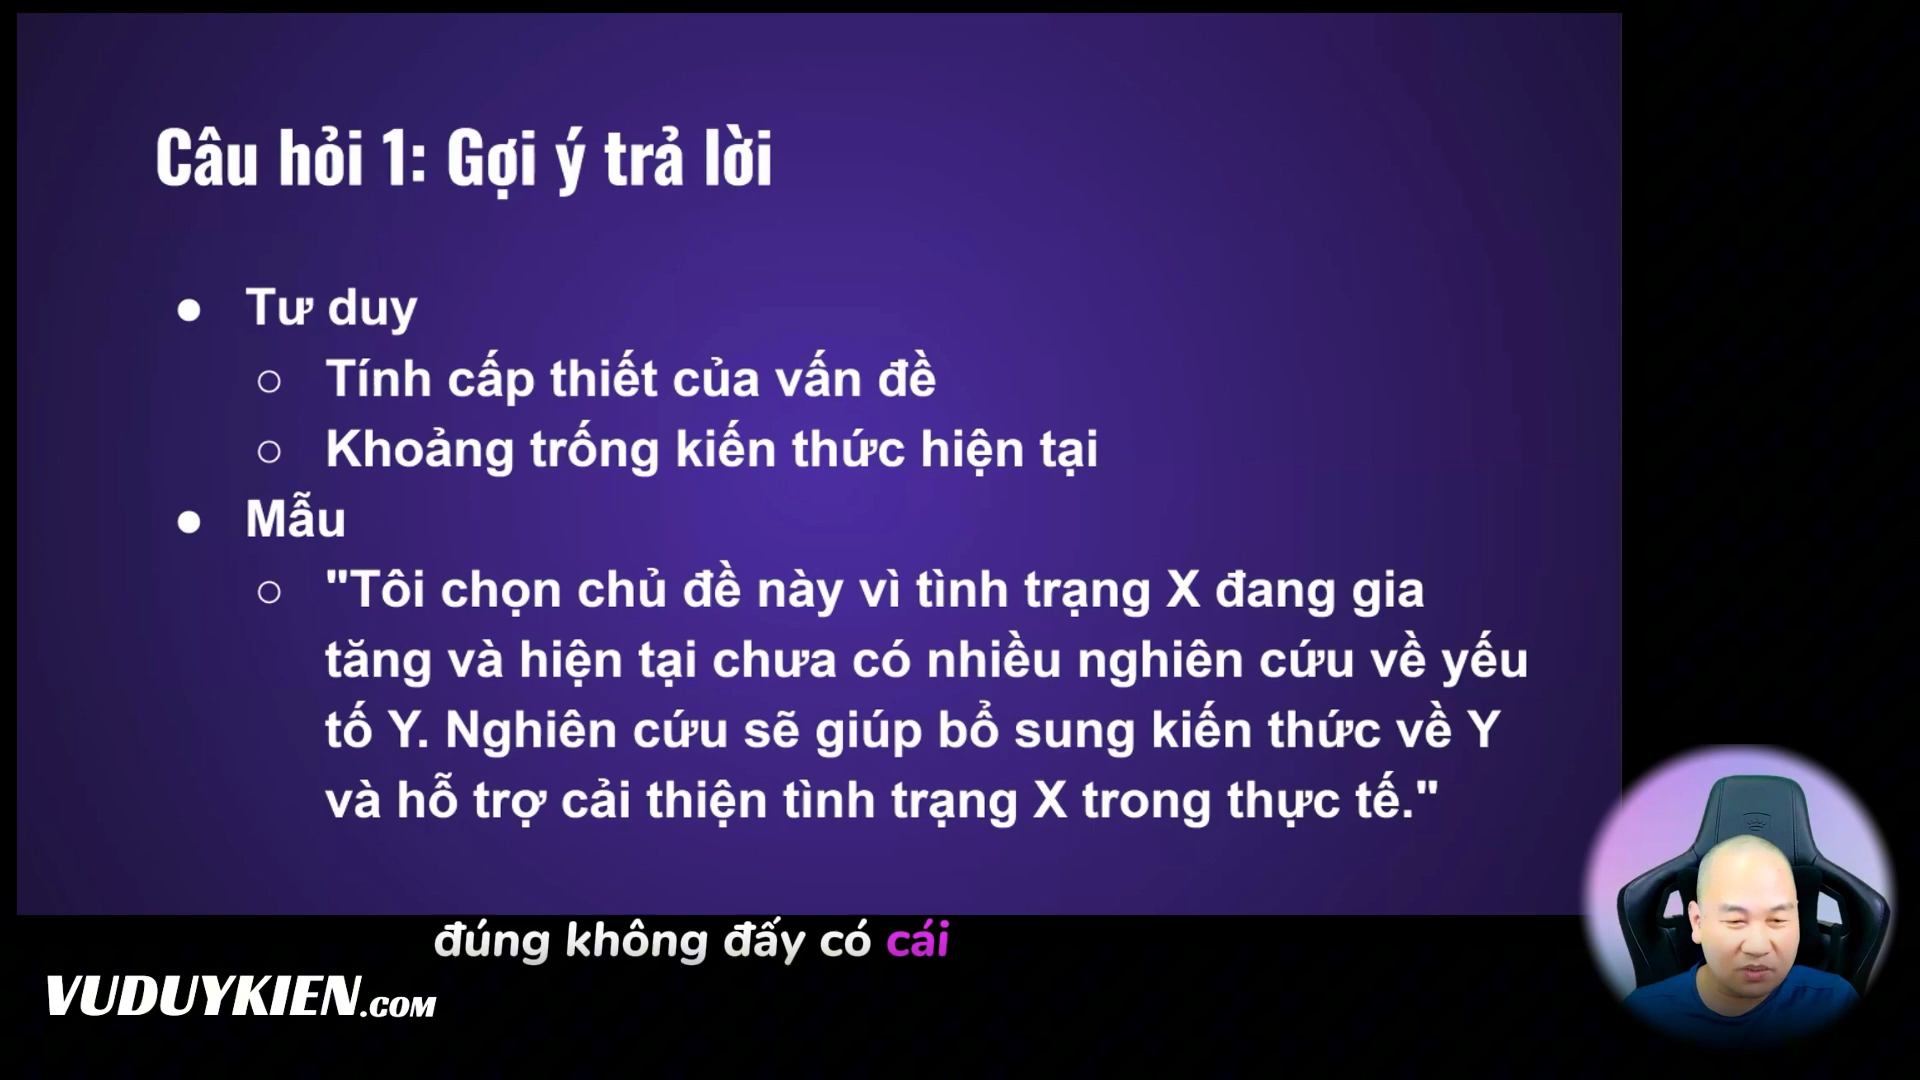 Câu hỏi 1: Gợi ý trả lời
● Tư duy
○ Tính cấp thiết của vấn đề
○ Khoảng trống kiến thức hiện tại
● Mẫu
○ "Tôi chọn chủ đề này vì tình trạng X đang gia
tăng và hiện tại chưa có nhiều nghiên cứu về yếu
tố Y. Nghiên cứu sẽ giúp bổ sung kiến thức về Y
và hỗ trợ cải thiện tình trạng X trong thực tế."
đúng không đấy có cái
VUDUYKIEN.COM